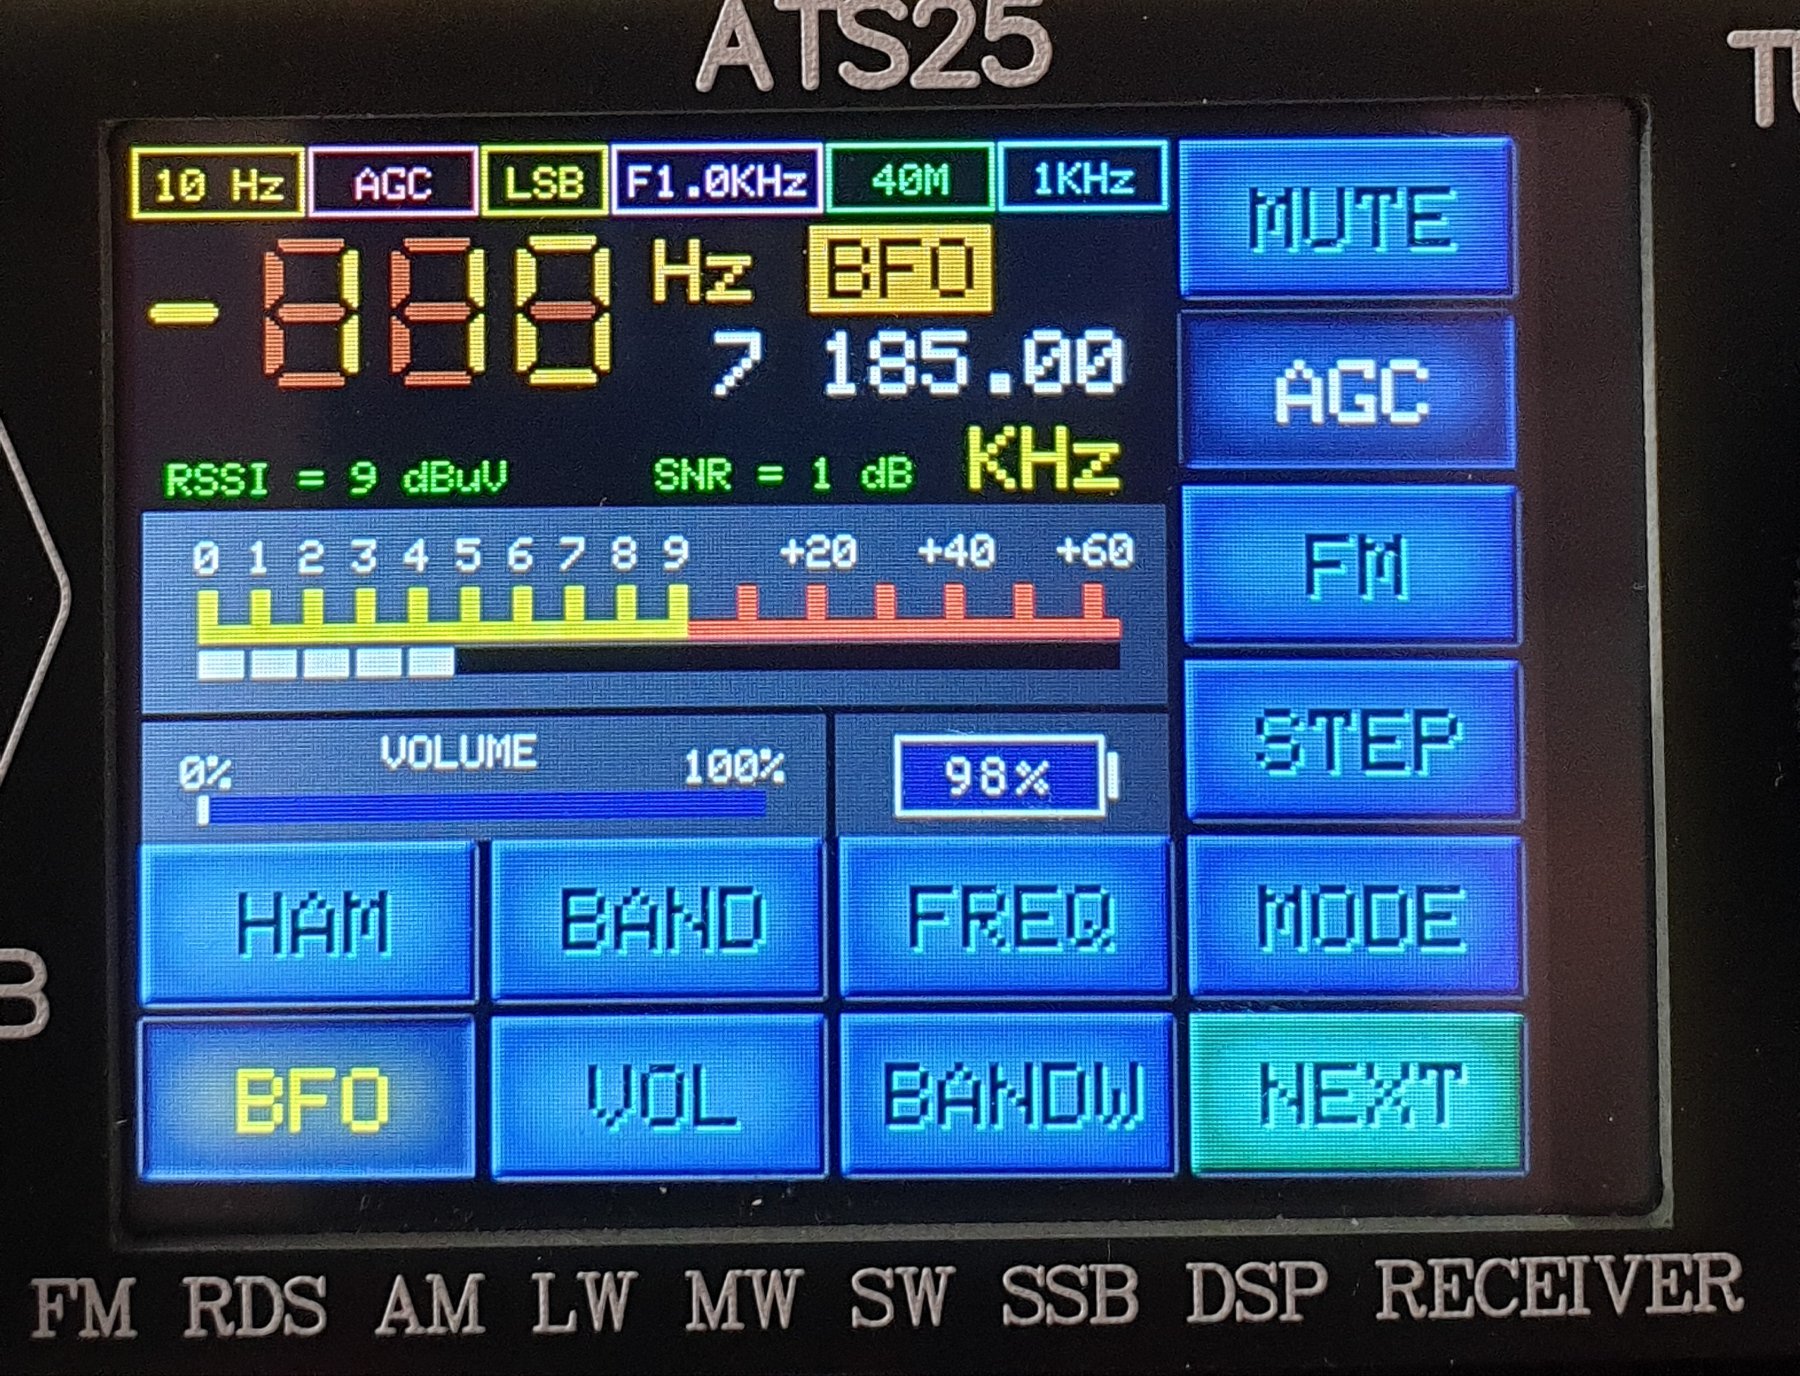 ATS25
TU
10 Hz AGC LSB F1.0KHz 40M 1KHz MUTE
-110 Hz BFO
7 185.00 AGC
RSSI = 9 dBuV SNR = 1 dB KHz
0 1 2 3 4 5 6 7 8 9 +20 +40 +60 FM
STEP
VOLUME
0% 100% 98%
HAM BAND FREQ MODE
B
BFO VOL BANDW NEXT
FM RDS AM LW MW SW SSB DSP RECEIVER